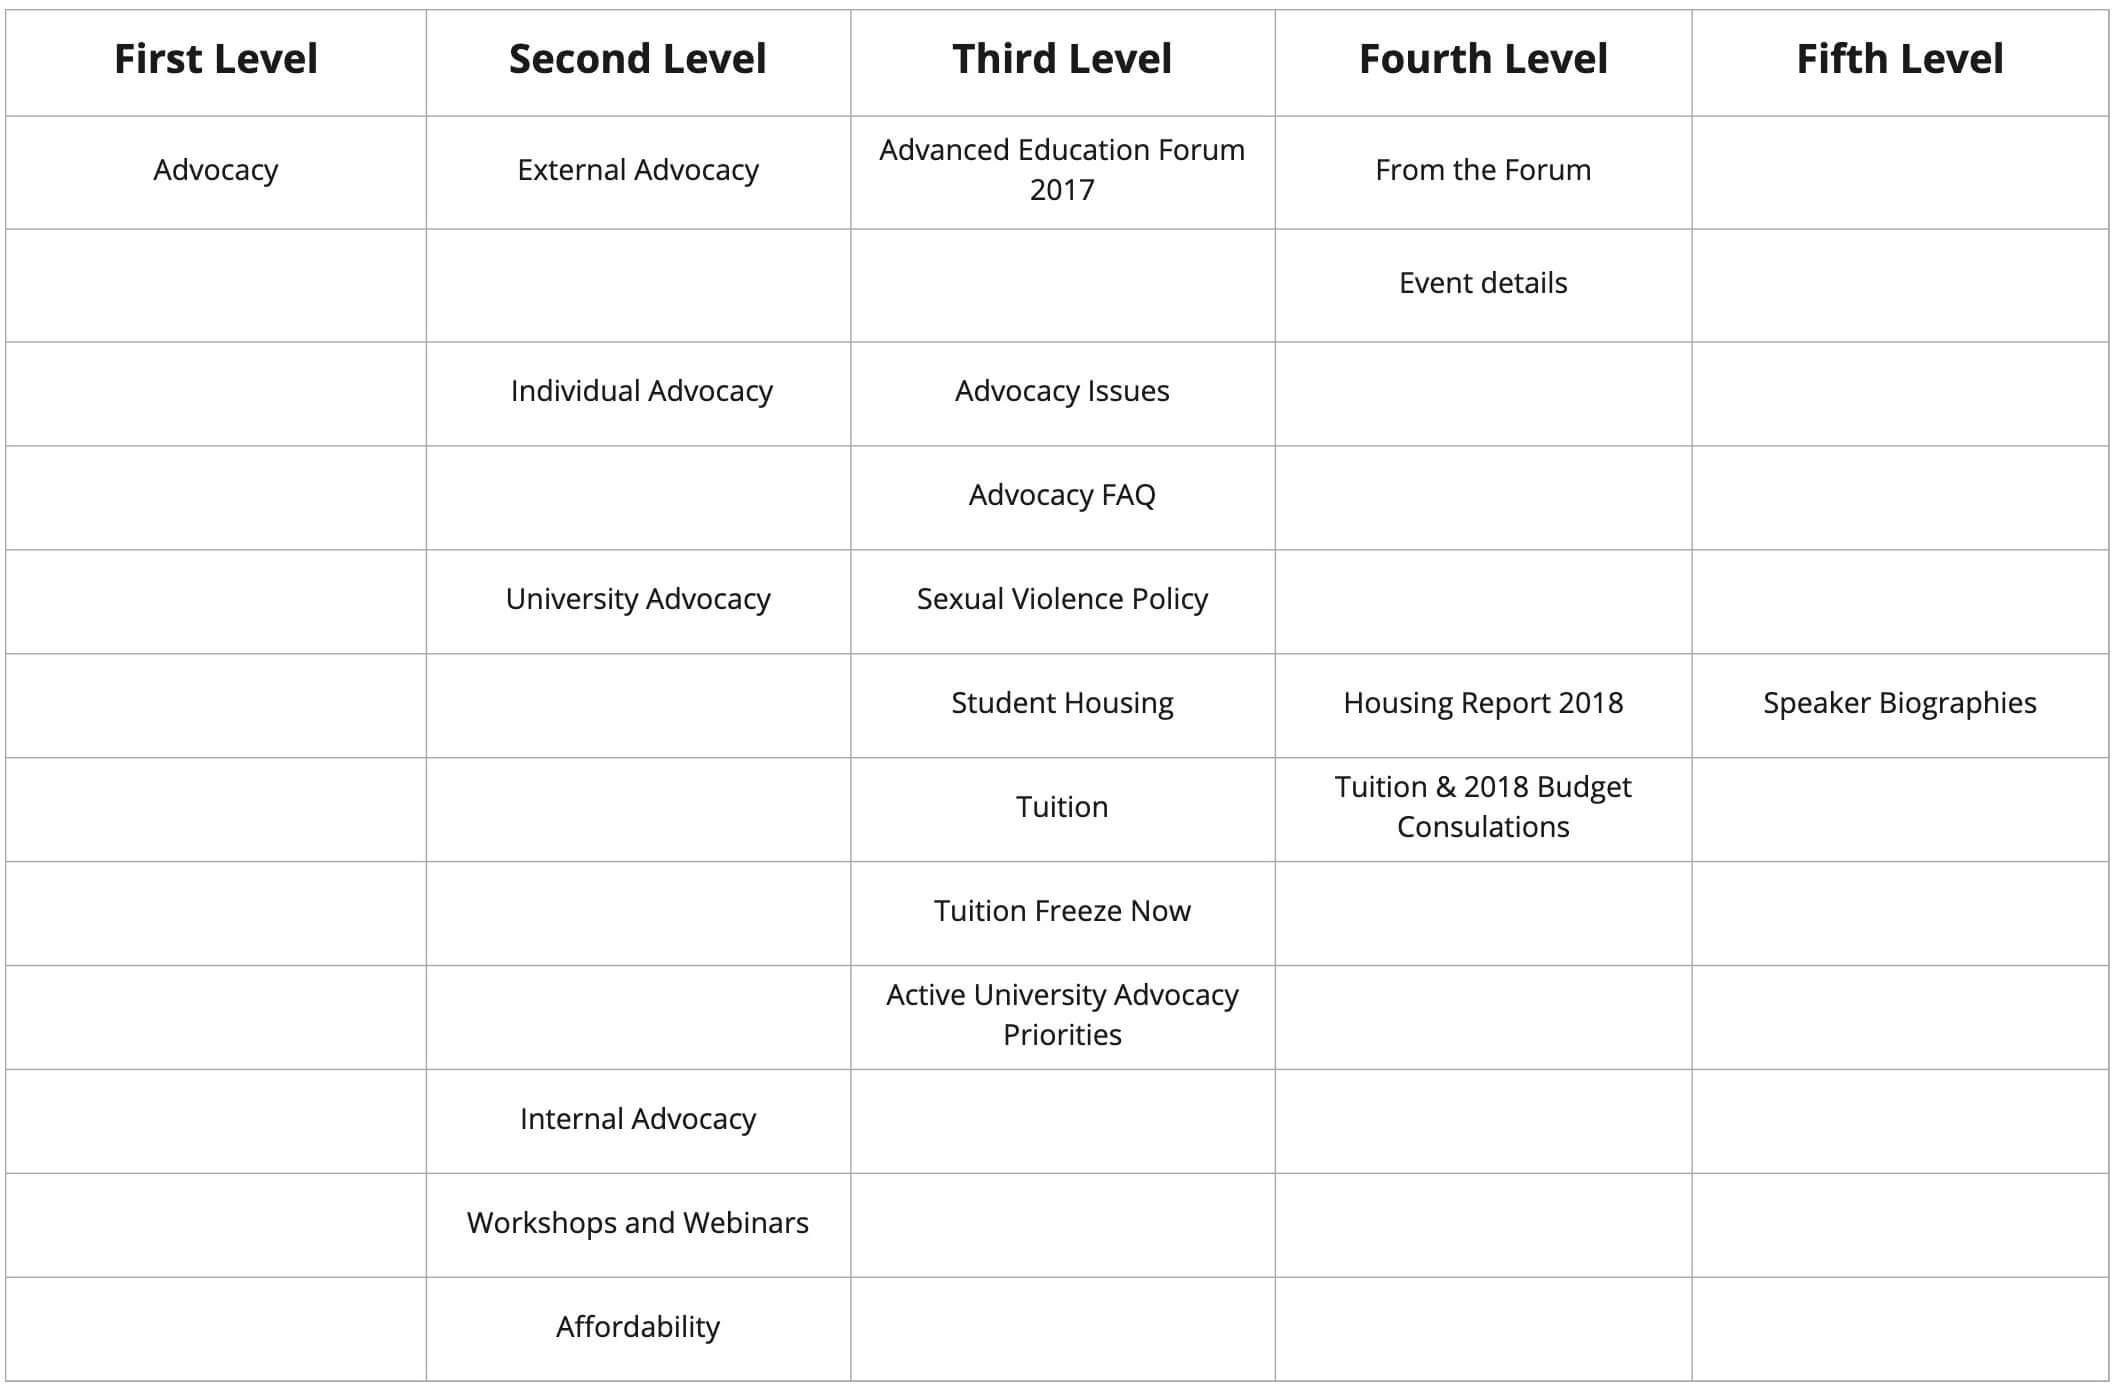 First Level Second Level Third Level Fourth Level Fifth Level
Advocacy External Advocacy Advanced Education Forum
2017 From the Forum
Event details
Individual Advocacy Advocacy Issues
Advocacy FAQ
University Advocacy Sexual Violence Policy
Student Housing Housing Report 2018 Speaker Biographies
Tuition Tuition & 2018 Budget
Consulations
Tuition Freeze Now
Active University Advocacy
Priorities
Internal Advocacy
Workshops and Webinars
Affordability